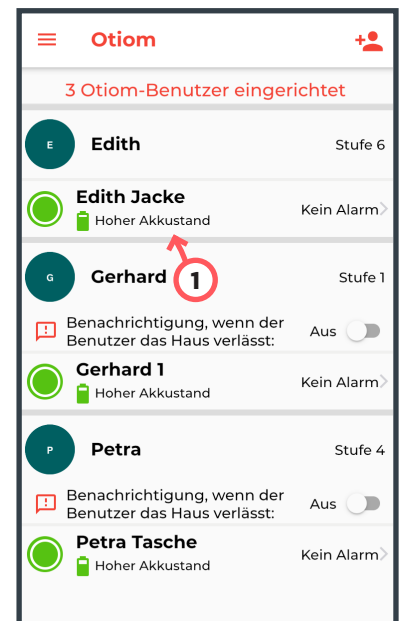 Otiom
3 Otiom-Benutzer eingerichtet
E Edith Stufe 6
Edith Jacke
Hoher Akkustand Kein Alarm
1
G Gerhard Stufe 1
Benachrichtigung, wenn der
Benutzer das Haus verlässt: Aus
Gerhard 1
Hoher Akkustand Kein Alarm
P Petra Stufe 4
Benachrichtigung, wenn der
Benutzer das Haus verlässt: Aus
Petra Tasche
Hoher Akkustand Kein Alarm